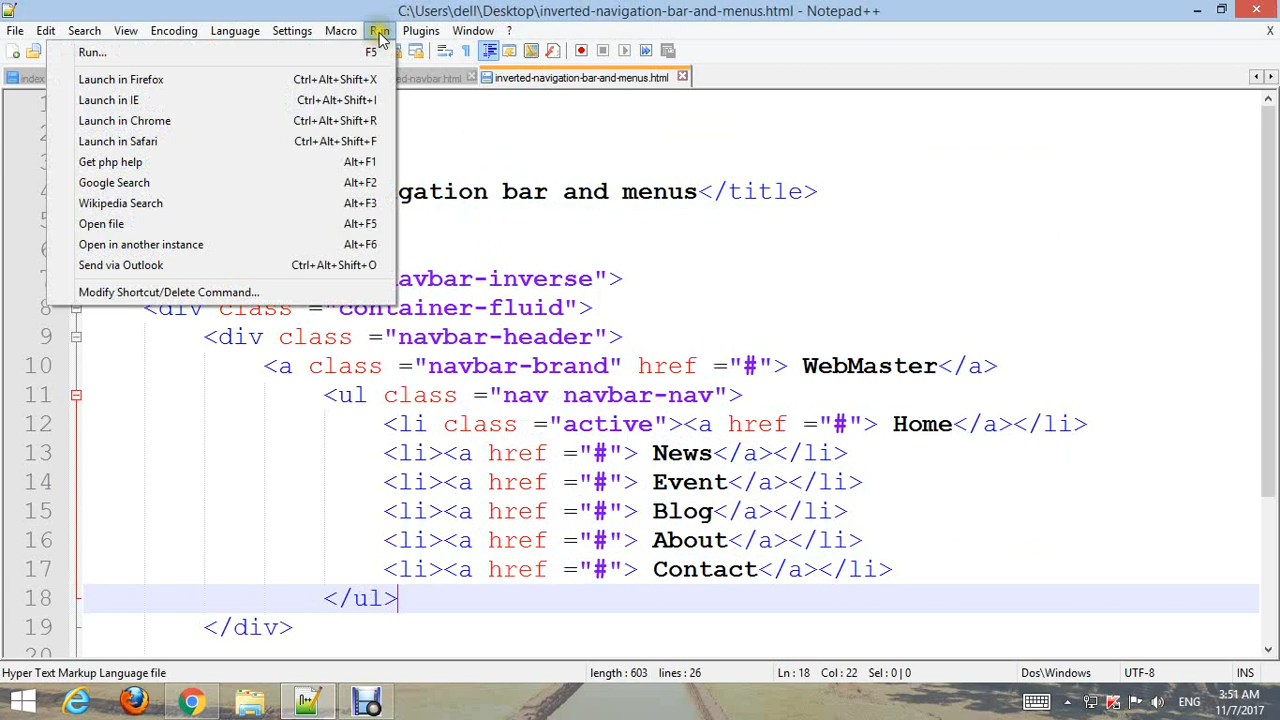 C:\Users\dell\Desktop\inverted-navigation-bar-and-menus.html - Notepad++
File Edit Search View Encoding Language Settings Macro Run Plugins Window ? X
index
ed-navbar.html
inverted-navigation-bar-and-menus.html
Run... F5
Launch in Firefox Ctrl+Alt+Shift+X
Launch in IE Ctrl+Alt+Shift+I
Launch in Chrome Ctrl+Alt+Shift+R
Launch in Safari Ctrl+Alt+Shift+F
Get php help Alt+F1
Google Search Alt+F2
Wikipedia Search Alt+F3
Open file Alt+F5
Open in another instance Alt+F6
Send via Outlook Ctrl+Alt+Shift+O
Modify Shortcut/Delete Command...
gation bar and menus</title>
avbar-inverse">
8 <div class ="container-fluid">
9 <div class ="navbar-header">
10 <a class ="navbar-brand" href ="#"> WebMaster</a>
11 <ul class ="nav navbar-nav">
12 <li class ="active"><a href ="#"> Home</a></li>
13 <li><a href ="#"> News</a></li>
14 <li><a href ="#"> Event</a></li>
15 <li><a href ="#"> Blog</a></li>
16 <li><a href ="#"> About</a></li>
17 <li><a href ="#"> Contact</a></li>
18 </ul>
19 </div>
20
Hyper Text Markup Language file length : 603 lines : 26 Ln : 18 Col : 22 Sel : 0 | 0 Dos\Windows UTF-8 INS
ENG
3:51 AM
11/7/2017